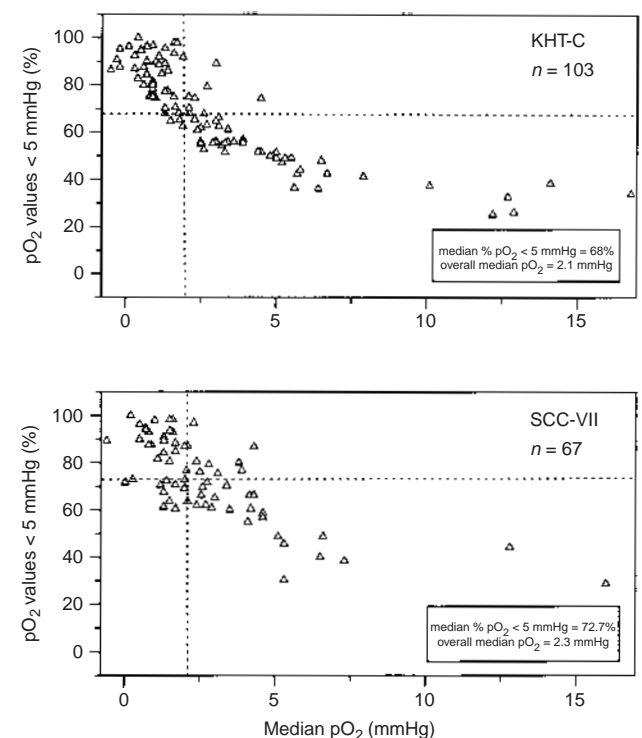 KHT-C
n = 103
pO₂ values < 5 mmHg (%)
100
80
60
40
20
0
median % pO₂ < 5 mmHg = 68%
overall median pO₂ = 2.1 mmHg
0 5 10 15
SCC-VII
n = 67
pO₂ values < 5 mmHg (%)
100
80
60
40
20
0
median % pO₂ < 5 mmHg = 72.7%
overall median pO₂ = 2.3 mmHg
0 5 10 15
Median pO₂ (mmHg)